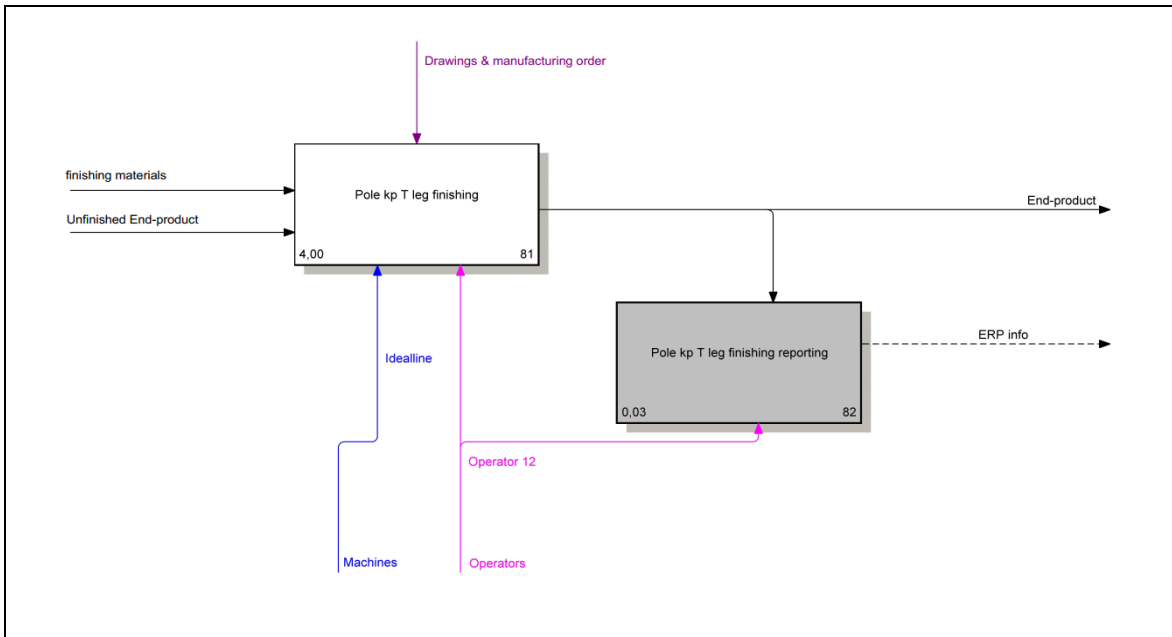 Drawings & manufacturing order
finishing materials
Pole kp T leg finishing
Unfinished End-product
End-product
4,00
81
Idealline
ERP info
Pole kp T leg finishing reporting
0,03
82
Operator 12
Machines
Operators